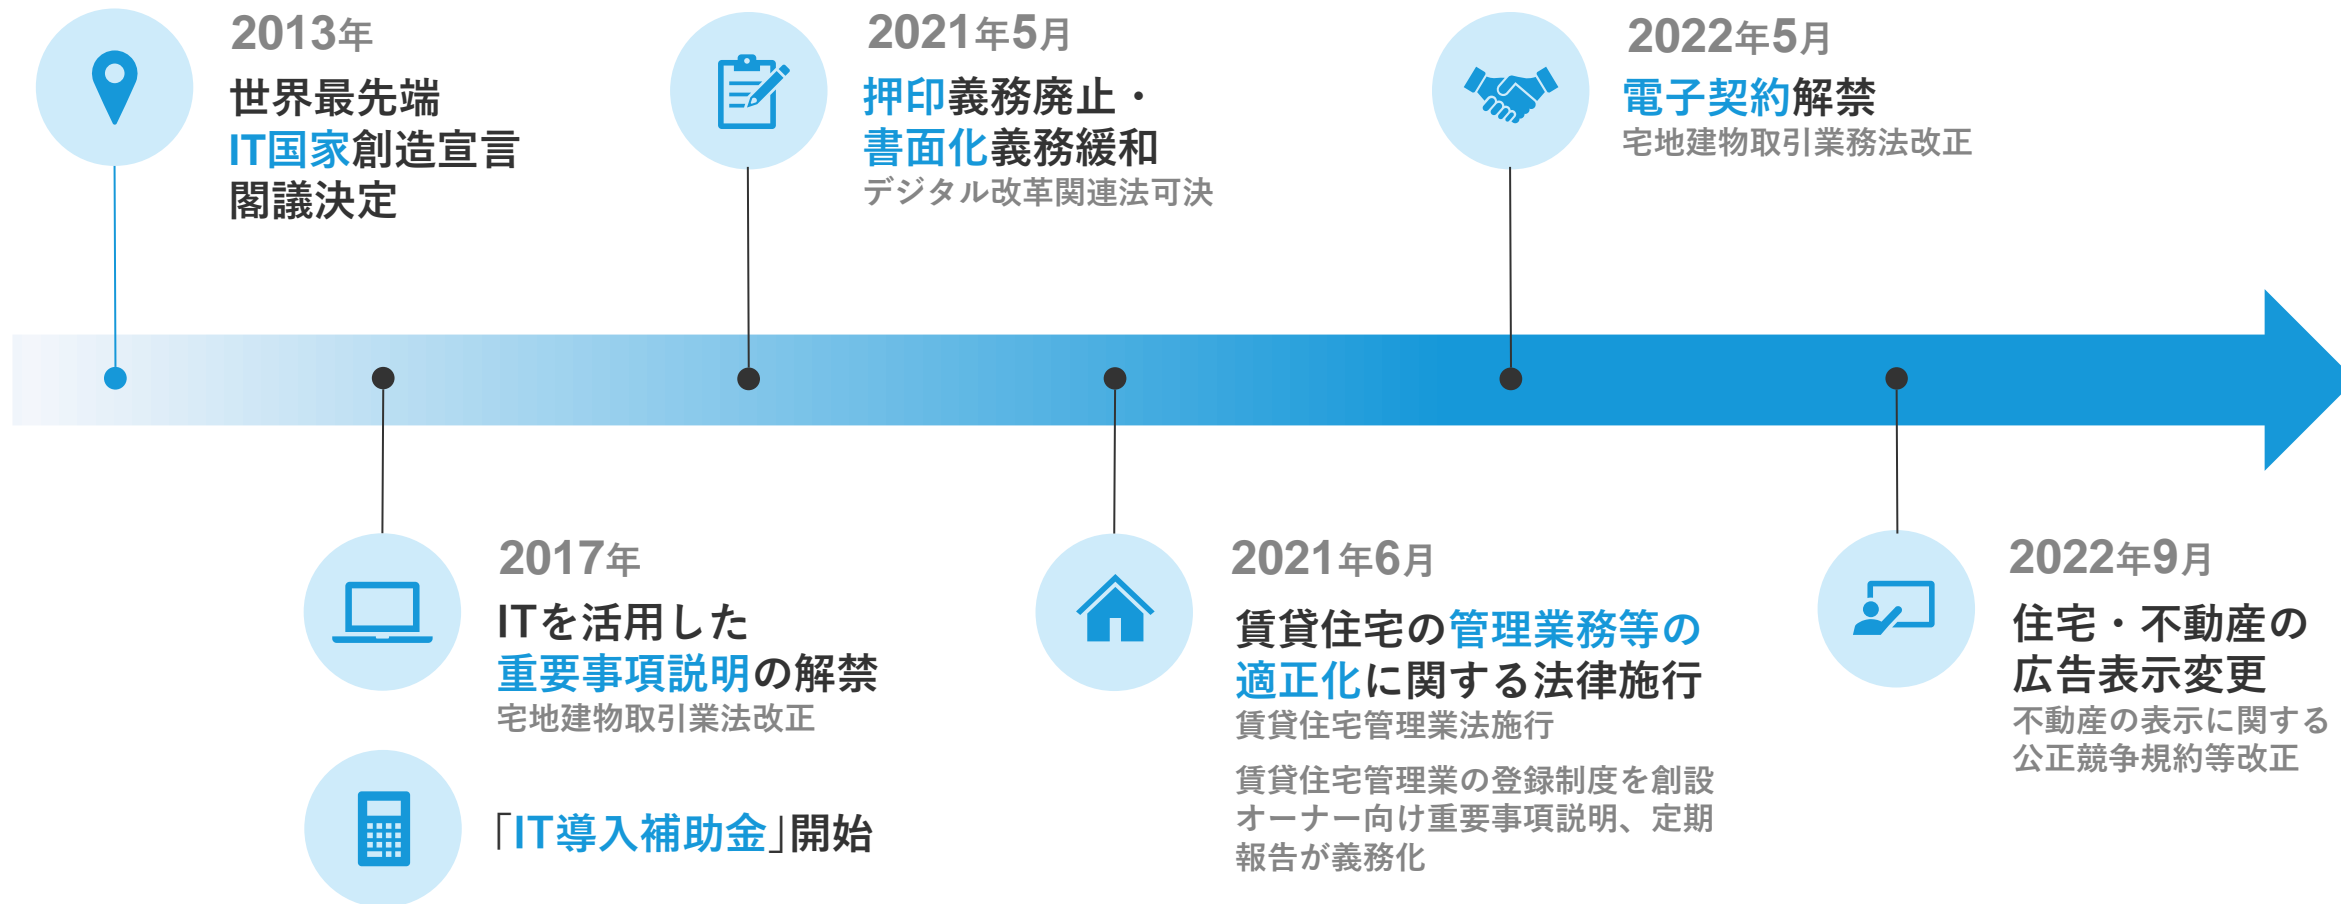 2013年
世界最先端
IT国家創造宣言
閣議決定
2021年5月
押印義務廃止・
書面化義務緩和
デジタル改革関連法可決
2022年5月
電子契約解禁
宅地建物取引業務法改正
2017年
ITを活用した
重要事項説明の解禁
宅地建物取引業法改正
「IT導入補助金」開始
2021年6月
賃貸住宅の管理業務等の
適正化に関する法律施行
賃貸住宅管理業法施行
賃貸住宅管理業の登録制度を創設
オーナー向け重要事項説明、定期
報告が義務化
2022年9月
住宅・不動産の
広告表示変更
不動産の表示に関する
公正競争規約等改正